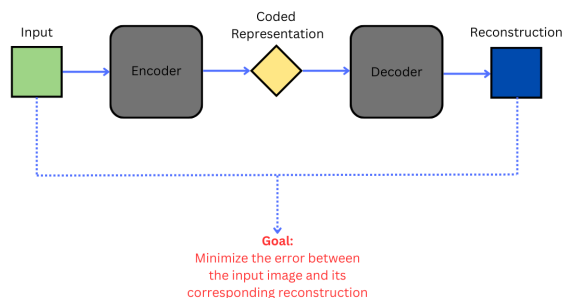 Input
Encoder
Coded
Representation
Decoder
Reconstruction
Goal:
Minimize the error between
the input image and its
corresponding reconstruction